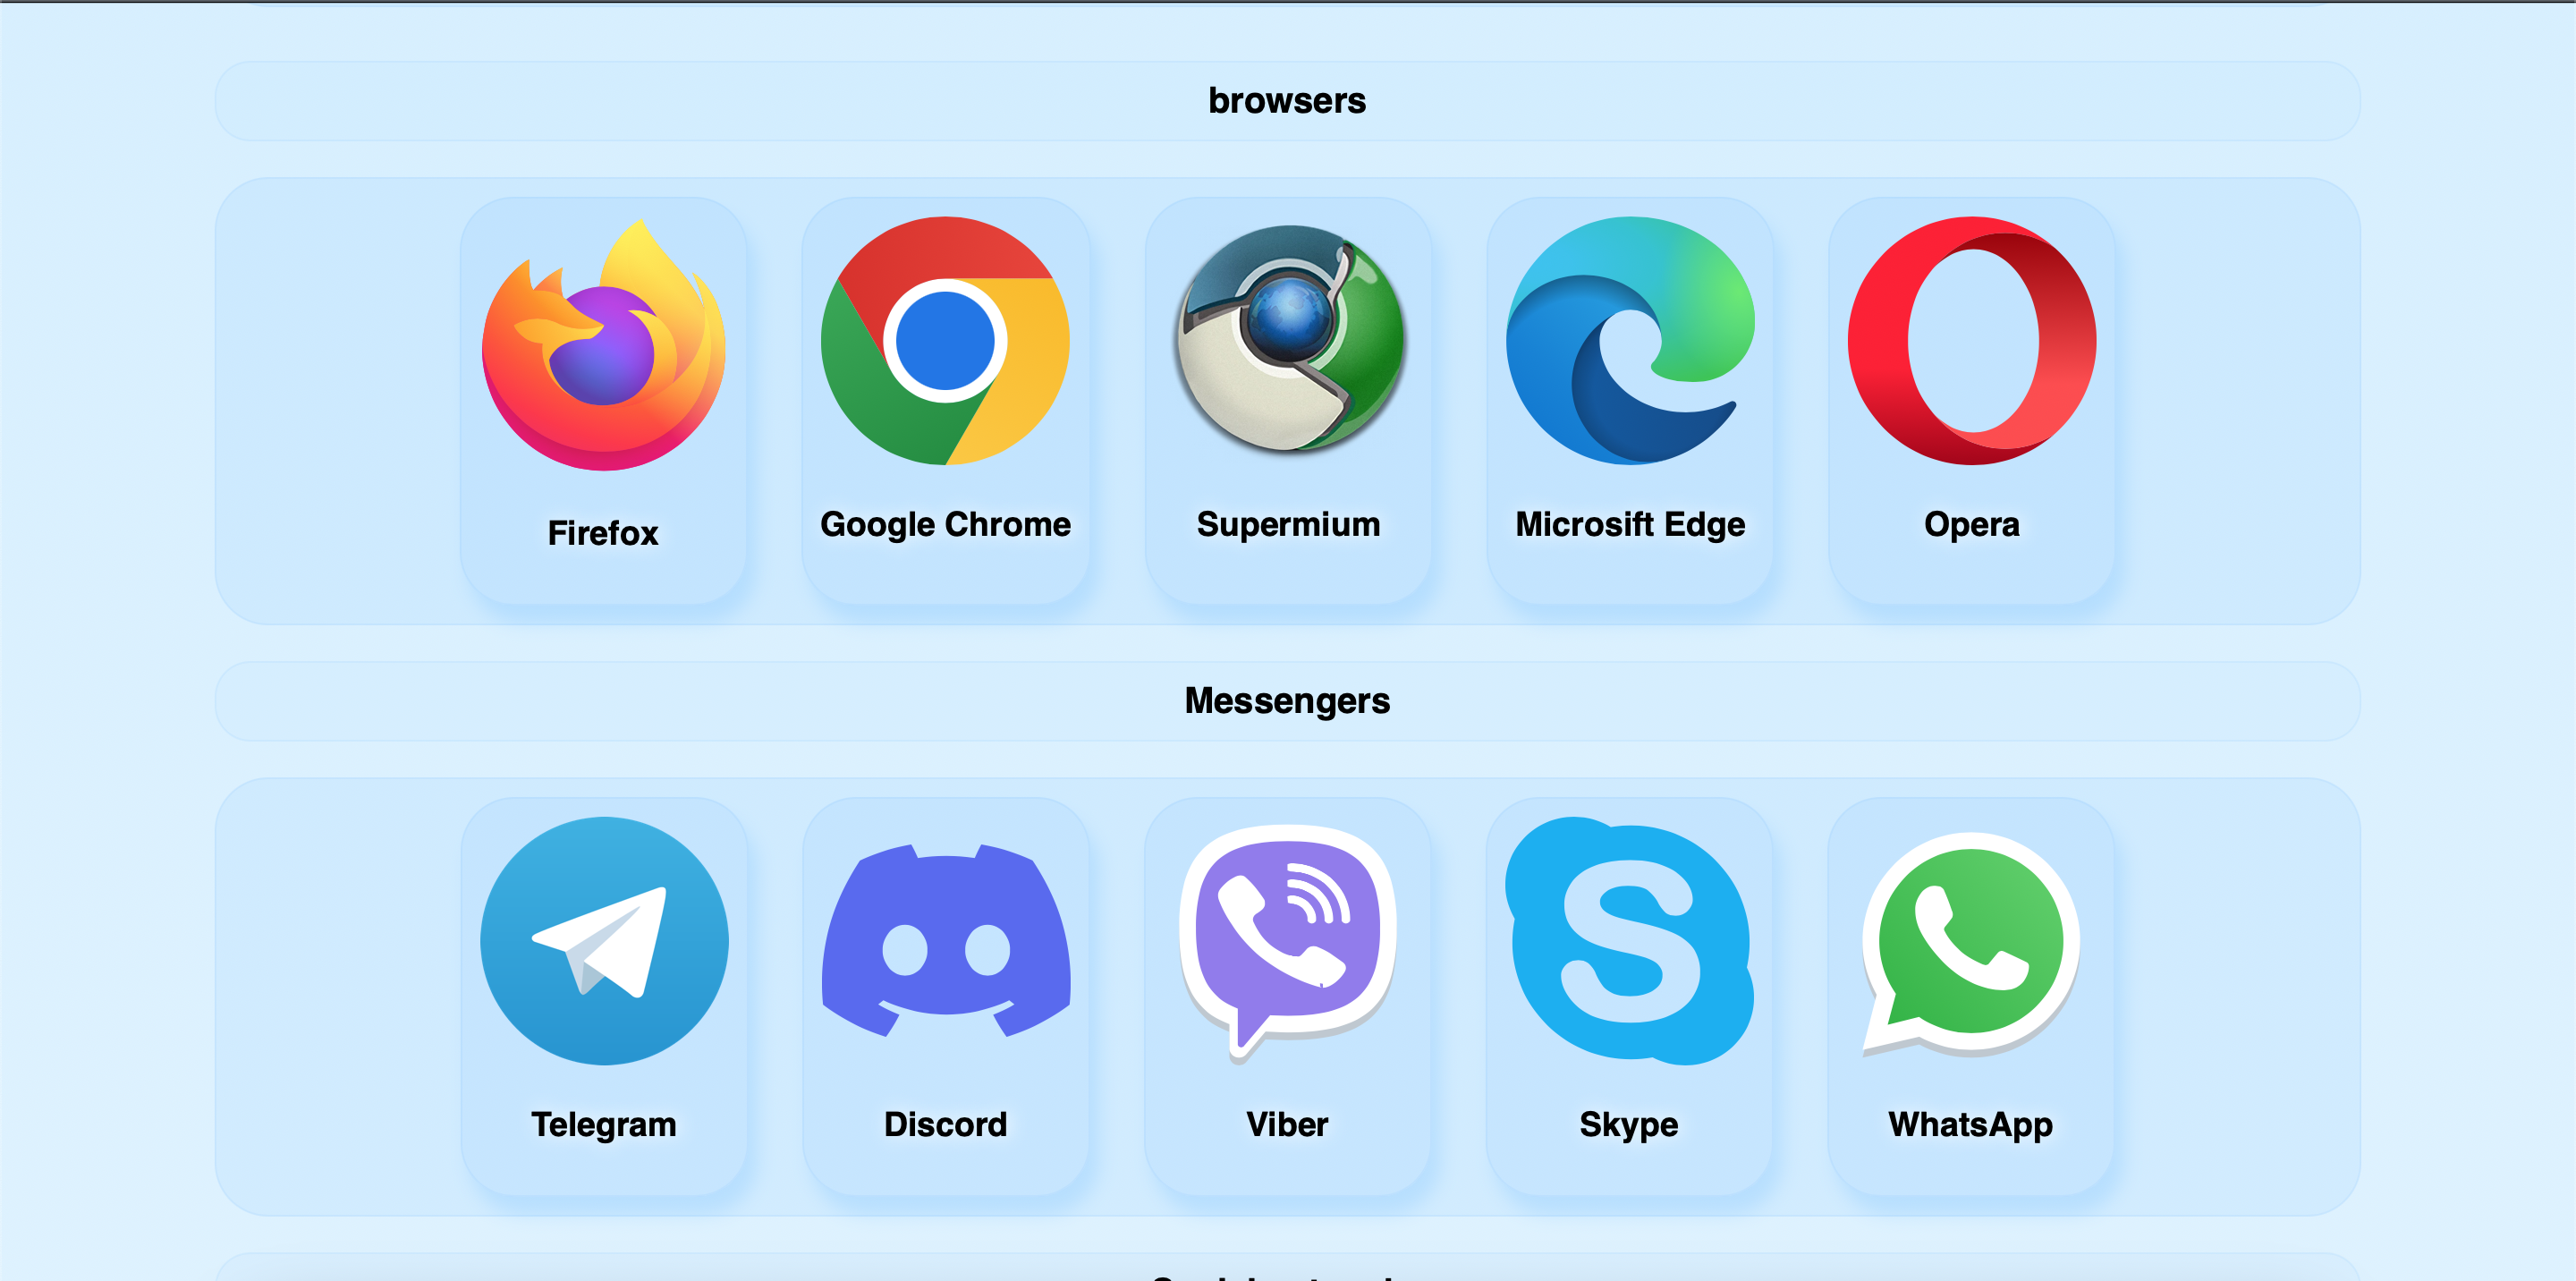 browsers
Firefox
Google Chrome
Supermium
Microsift Edge
Opera
Messengers
Telegram
Discord
Viber
Skype
WhatsApp